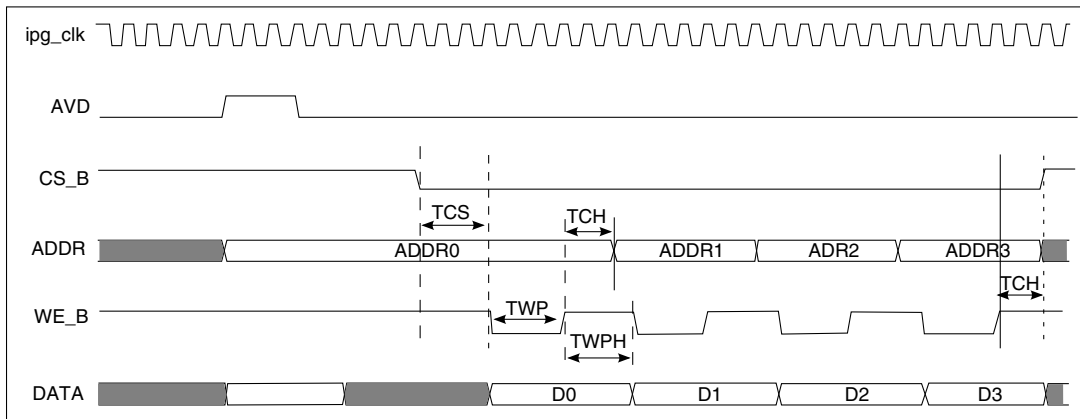 ipg_clk
AVD
CS_B
TCS
TCH
ADDR
ADDR0
ADDR1
ADR2
ADDR3
TCH
WE_B
TWP
TWPH
DATA
D0
D1
D2
D3